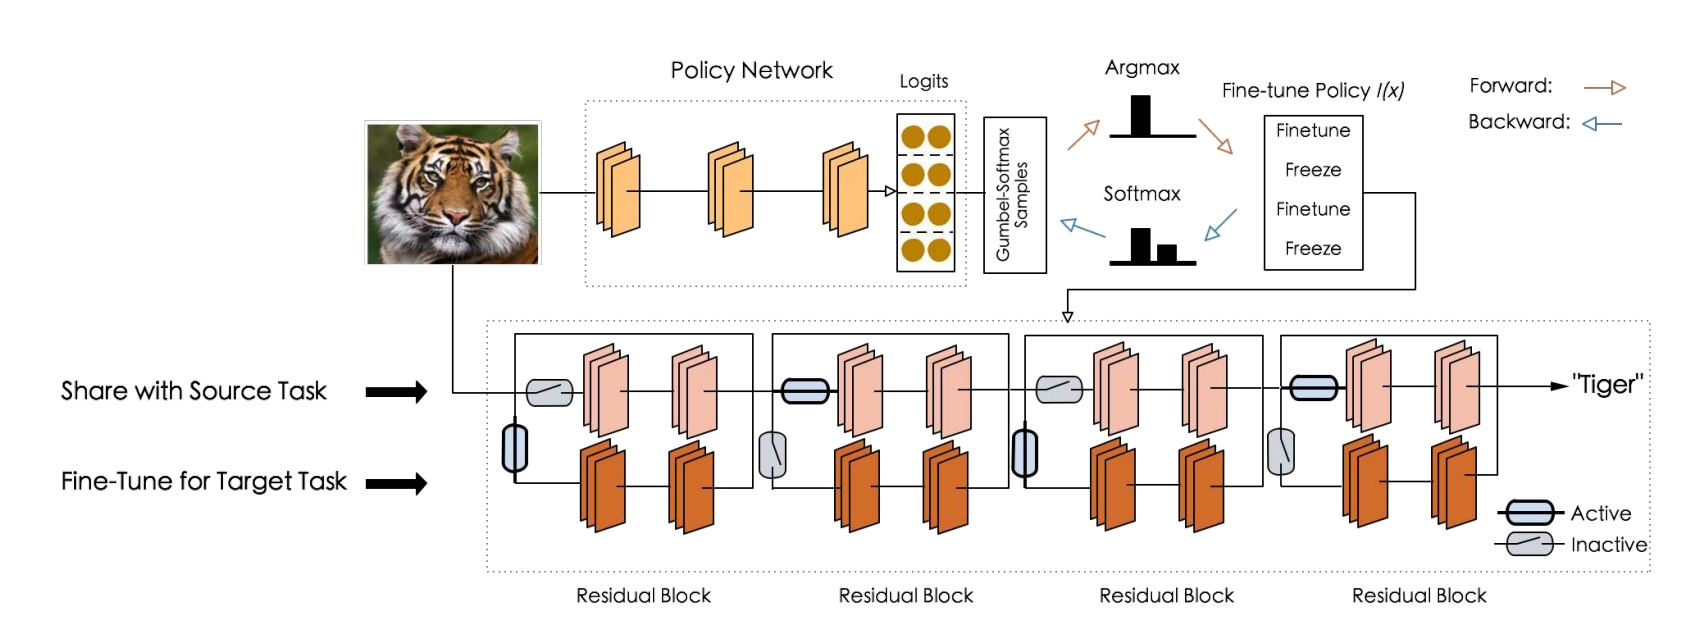 Policy Network
Logits
Argmax
Fine-tune Policy I(x)
Forward:
Backward:
Gumbel-Softmax
Samples
Softmax
Finetune
Freeze
Finetune
Freeze
Share with Source Task
"Tiger"
Fine-Tune for Target Task
Active
Inactive
Residual Block
Residual Block
Residual Block
Residual Block